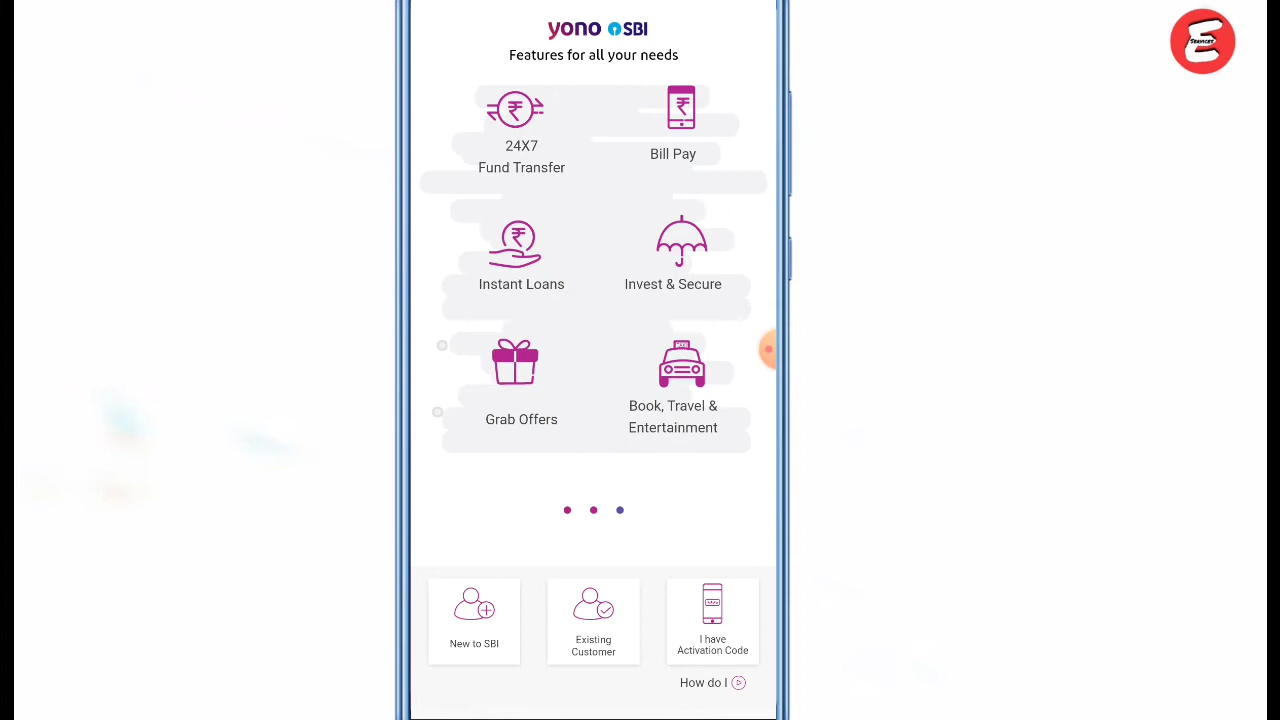 yono SBI
Features for all your needs
24X7
Fund Transfer
Bill Pay
Instant Loans
Invest & Secure
Grab Offers
Book, Travel &
Entertainment
New to SBI
Existing
Customer
I have
Activation Code
How do I
E
SERVICES